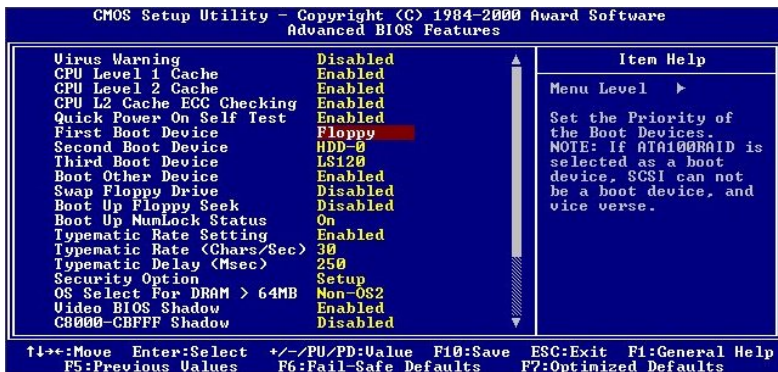 CMOS Setup Utility - Copyright (C) 1984-2000 Award Software
Advanced BIOS Features
Virus Warning Disabled
CPU Level 1 Cache Enabled
CPU Level 2 Cache Enabled
CPU L2 Cache ECC Checking Enabled
Quick Power On Self Test Enabled
First Boot Device Floppy
Second Boot Device HDD-0
Third Boot Device LS120
Boot Other Device Enabled
Swap Floppy Drive Disabled
Boot Up Floppy Seek Disabled
Boot Up NumLock Status On
Typematic Rate Setting Enabled
Typematic Rate (Chars/Sec) 30
Typematic Delay (Msec) 250
Security Option Setup
OS Select For DRAM > 64MB Non-OS2
Video BIOS Shadow Enabled
C8000-CBFFF Shadow Disabled
Item Help
Menu Level ▶
Set the Priority of
the Boot Devices.
NOTE: If ATA100RAID is
selected as a boot
device, SCSI can not
be a boot device, and
vice verse.
↑↓→←:Move Enter:Select +/-/PU/PD:Value F10:Save ESC:Exit F1:General Help
F5:Previous Values F6:Fail-Safe Defaults F7:Optimized Defaults